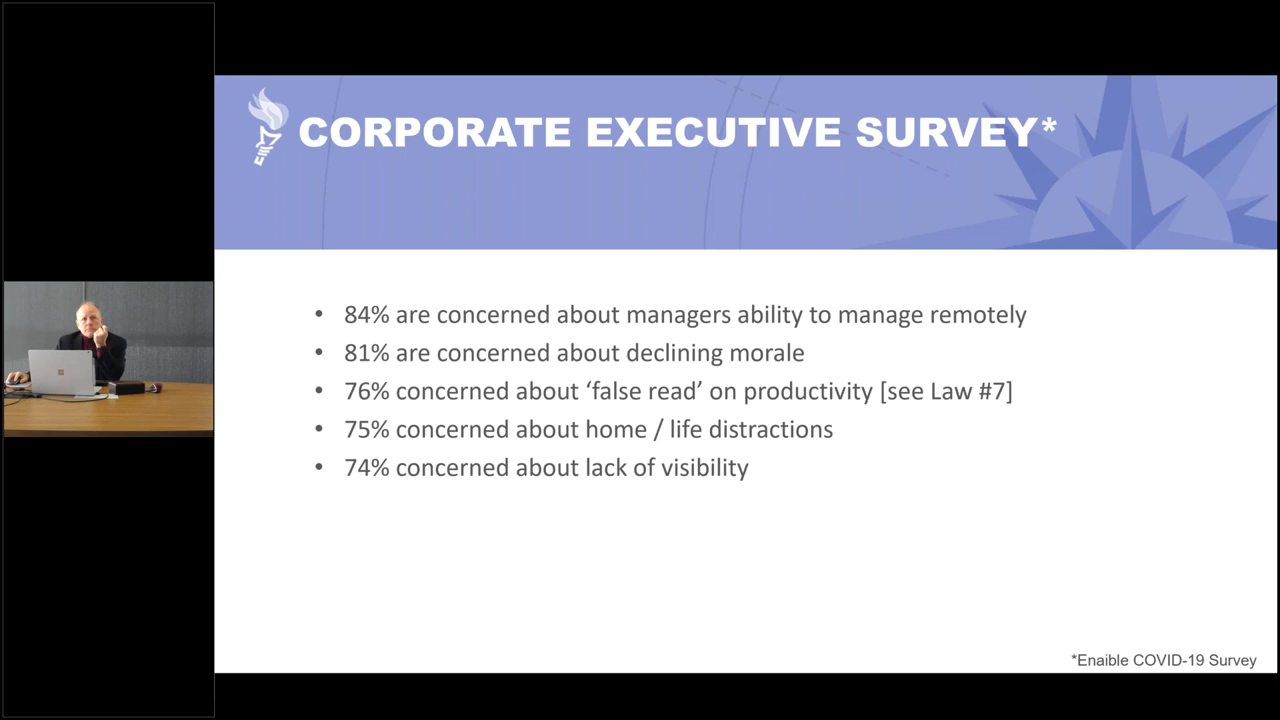 CORPORATE EXECUTIVE SURVEY*
• 84% are concerned about managers ability to manage remotely
• 81% are concerned about declining morale
• 76% concerned about ‘false read’ on productivity [see Law #7]
• 75% concerned about home / life distractions
• 74% concerned about lack of visibility
*Enaible COVID-19 Survey